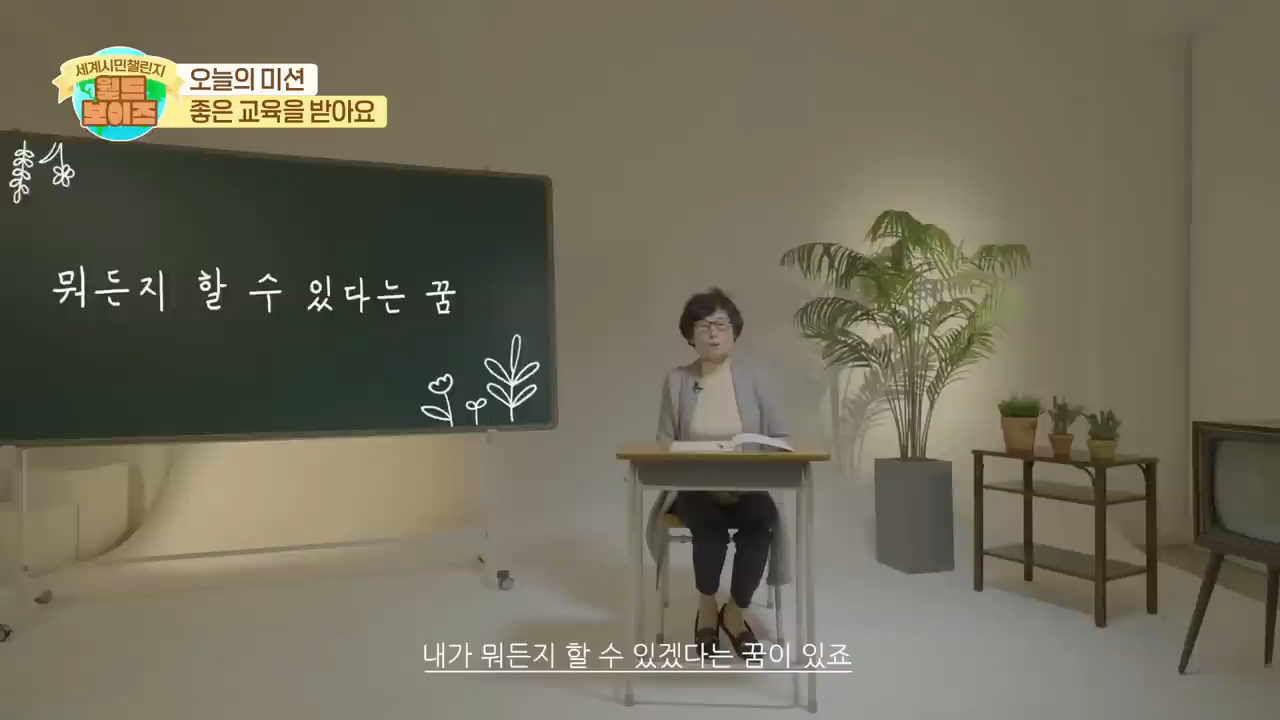 세계시민챌린지
월드
보이즈
오늘의 미션
좋은 교육을 받아요
뭐든지 할 수 있다는 꿈
내가 뭐든지 할 수 있겠다는 꿈이 있죠